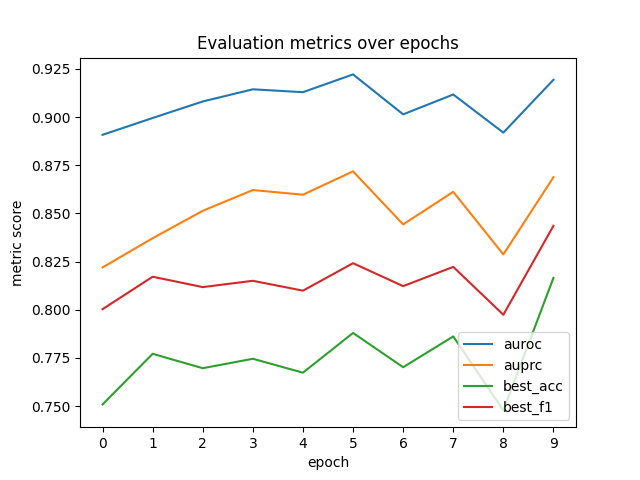 Evaluation metrics over epochs
0.925
0.900
0.875
0.850
0.825
0.800
0.775
0.750
metric score
0 1 2 3 4 5 6 7 8 9
epoch
auroc
auprc
best_acc
best_f1